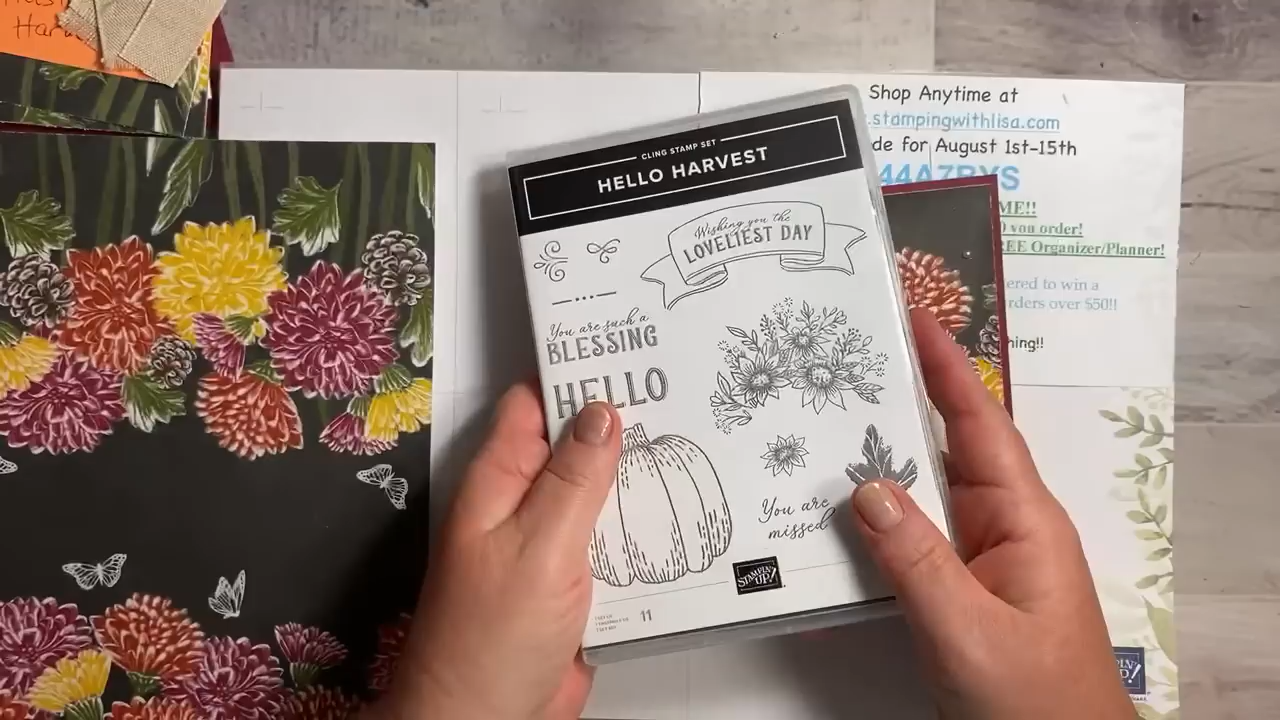 Har
Shop Anytime at
.stampingwithlisa.com
de for August 1st-15th
44A7BYS
ME!!
you order!
REE Organizer/Planner!
ered to win a
rders over $50!!
hing!!
CLING STAMP SET
HELLO HARVEST
Wishing you the
LOVELIEST DAY
You are such a
BLESSING
HELLO
You are
missed
STAMPIN' UP!
11